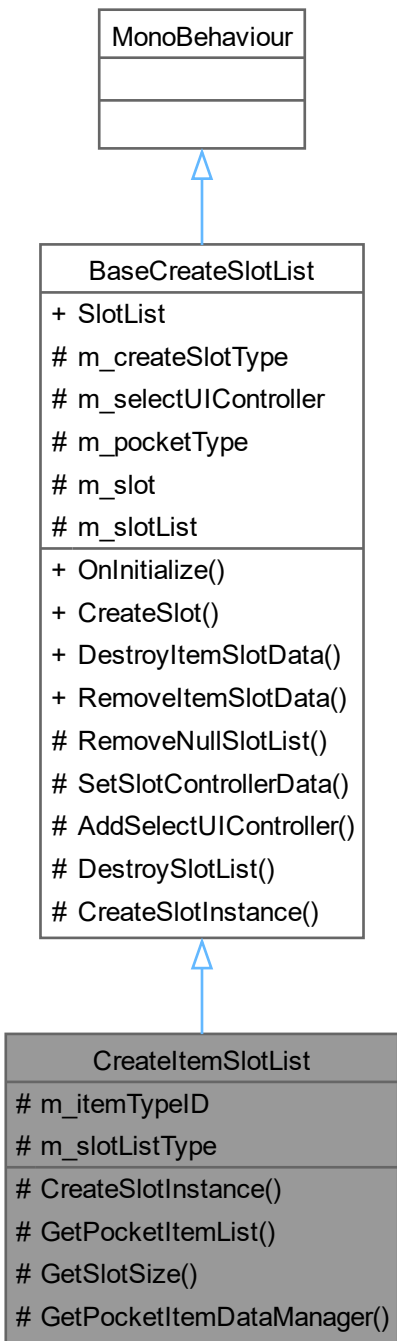 MonoBehaviour
BaseCreateSlotList
+ SlotList
# m_createSlotType
# m_selectUIController
# m_pocketType
# m_slot
# m_slotList
+ OnInitialize()
+ CreateSlot()
+ DestroyItemSlotData()
+ RemoveItemSlotData()
# RemoveNullSlotList()
# SetSlotControllerData()
# AddSelectUIController()
# DestroySlotList()
# CreateSlotInstance()
CreateItemSlotList
# m_itemTypeID
# m_slotListType
# CreateSlotInstance()
# GetPocketItemList()
# GetSlotSize()
# GetPocketItemDataManager()